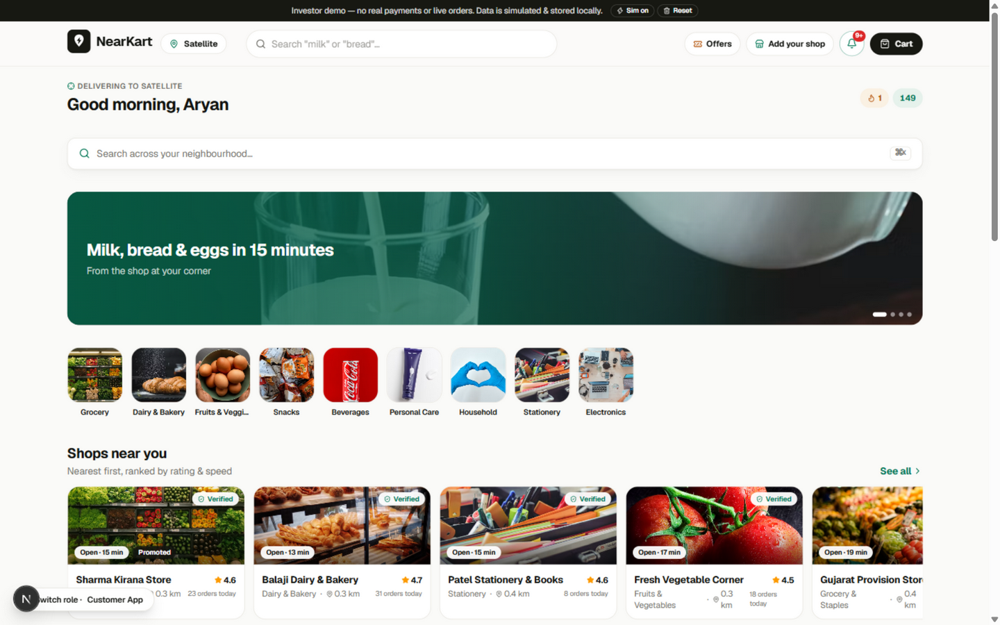 Investor demo — no real payments or live orders. Data is simulated & stored locally. Sim on Reset
NearKart Satellite Search "milk" or "bread"... Offers Add your shop 9+ Cart
DELIVERING TO SATELLITE
Good morning, Aryan 1 149
Search across your neighbourhood... ⌘K
Milk, bread & eggs in 15 minutes
From the shop at your corner
Coca-Cola
Grocery Dairy & Bakery Fruits & Veggi... Snacks Beverages Personal Care Household Stationery Electronics
Shops near you
Nearest first, ranked by rating & speed See all
Verified
Open · 15 min Promoted
Sharma Kirana Store 4.6
0.3 km 23 orders today
Verified
Open · 13 min
Balaji Dairy & Bakery 4.7
Dairy & Bakery · 0.3 km 31 orders today
Verified
Open · 15 min
Patel Stationery & Books 4.6
Stationery · 0.4 km 8 orders today
Verified
Open · 17 min
Fresh Vegetable Corner 4.5
Fruits & Vegetables · 0.3 km 18 orders today
Open · 19 min
Gujarat Provision Stor
Grocery & Staples · 0.4 km
N witch role · Customer App